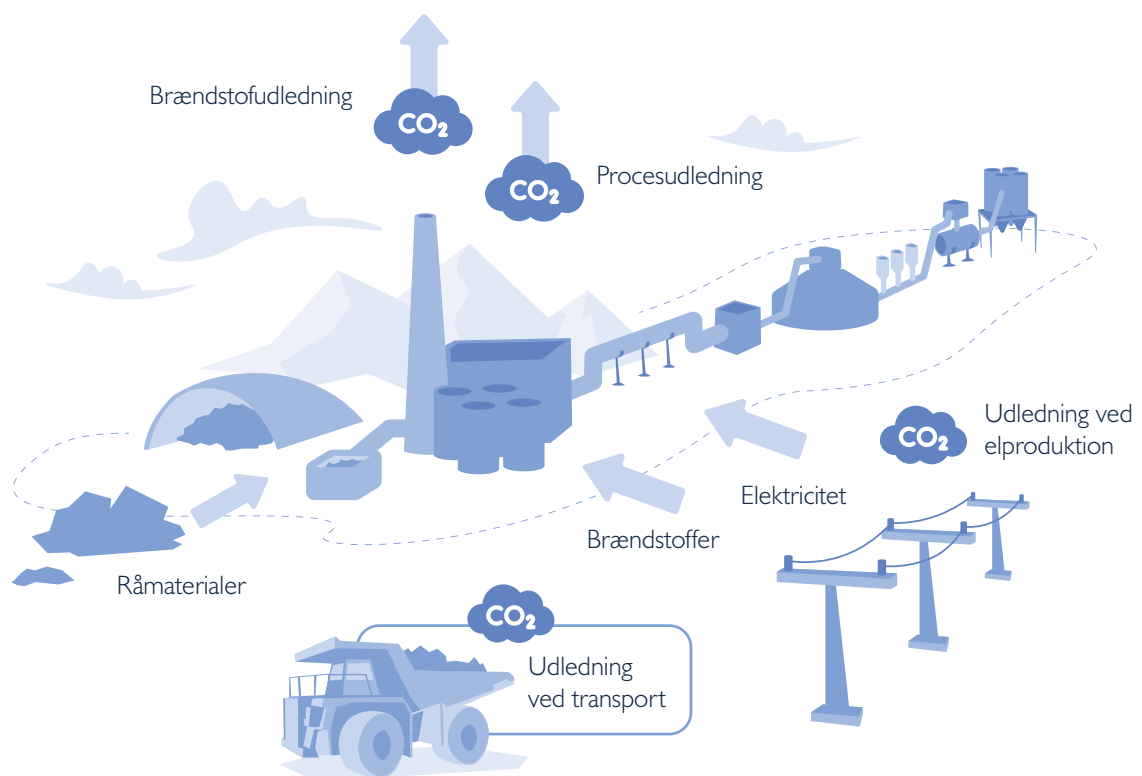 Brændstofudledning
CO₂
CO₂
Procesudledning
CO₂
Udledning ved
elproduktion
Elektricitet
Brændstoffer
Råmaterialer
CO₂
Udledning
ved transport